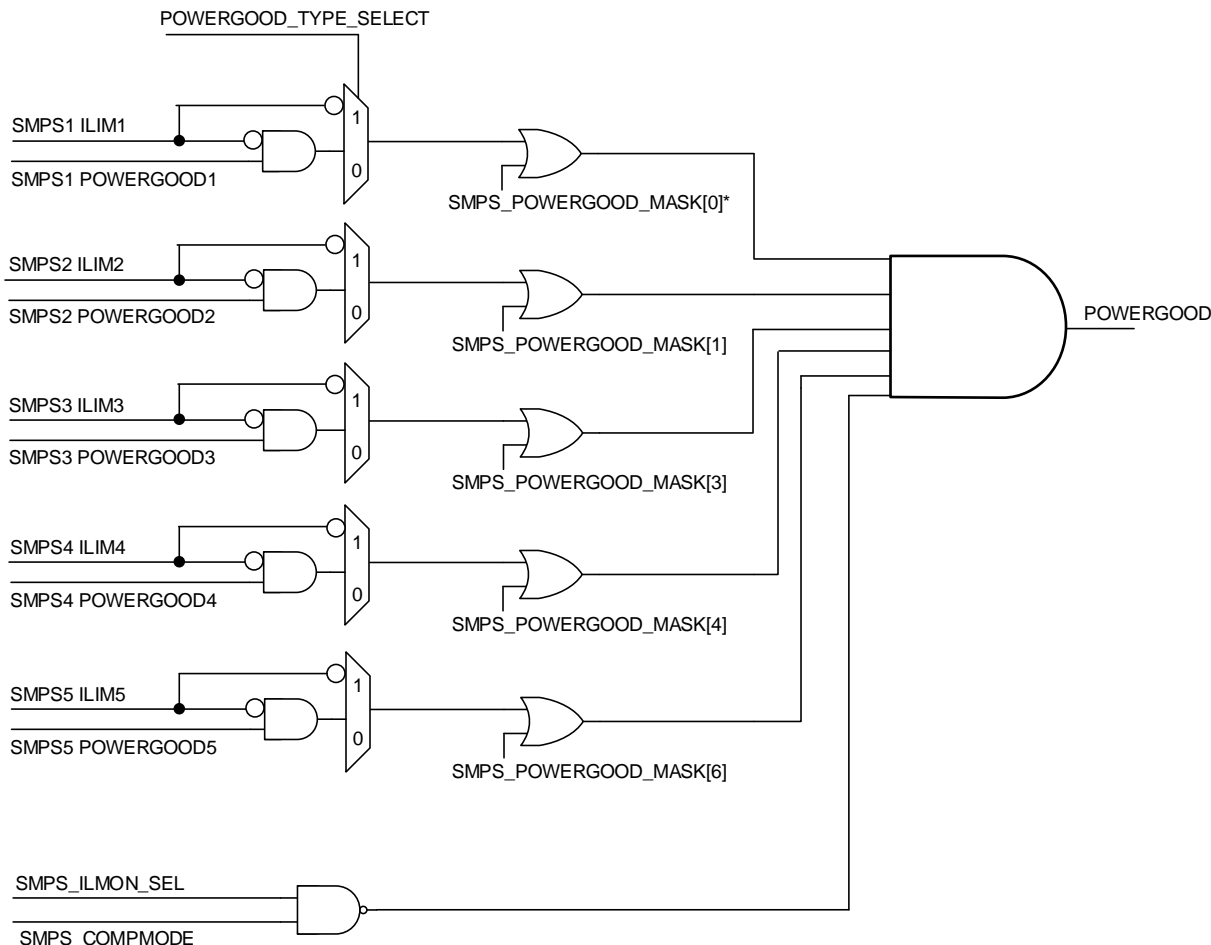 POWERGOOD_TYPE_SELECT
SMPS1 ILIM1
1
0
SMPS1 POWERGOOD1
SMPS_POWERGOOD_MASK[0]*
SMPS2 ILIM2
1
0
SMPS2 POWERGOOD2
SMPS_POWERGOOD_MASK[1]
POWERGOOD
SMPS3 ILIM3
1
0
SMPS3 POWERGOOD3
SMPS_POWERGOOD_MASK[3]
SMPS4 ILIM4
1
0
SMPS4 POWERGOOD4
SMPS_POWERGOOD_MASK[4]
SMPS5 ILIM5
1
0
SMPS5 POWERGOOD5
SMPS_POWERGOOD_MASK[6]
SMPS_ILMON_SEL
SMPS_COMPMODE